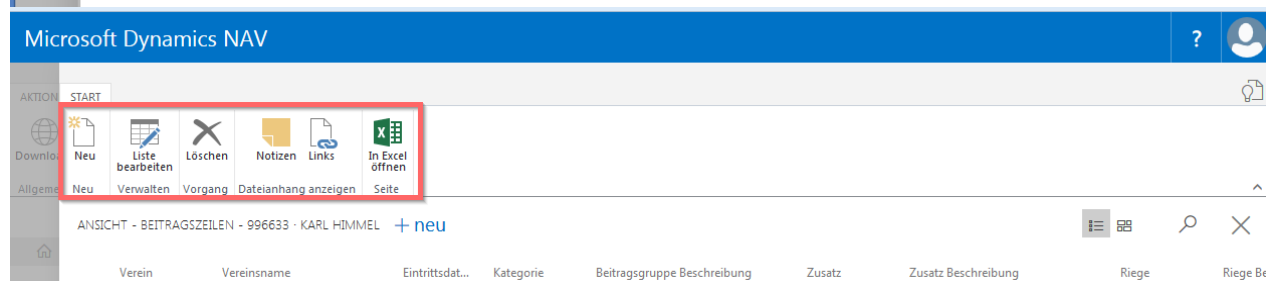 Microsoft Dynamics NAV ?
AKTION START
Downloa Neu Liste bearbeiten Löschen Notizen Links In Excel öffnen
Allgeme Neu Verwalten Vorgang Dateianhang anzeigen Seite
ANSICHT - BEITRAGSZEILEN - 996633 · KARL HIMMEL + neu
Verein Vereinsname Eintrittsdat... Kategorie Beitragsgruppe Beschreibung Zusatz Zusatz Beschreibung Riege Riege Be